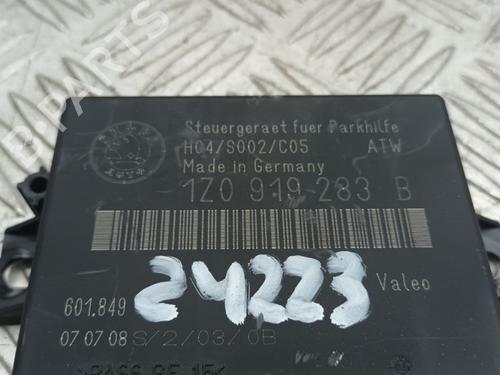 B-PARTS
Steuergeraet fuer Parkhilfe
H04/S002/C05 ATW
Made in Germany
1Z0 919 283 B
24223
Valeo
601.849
07 07 08 S/2/03/0B